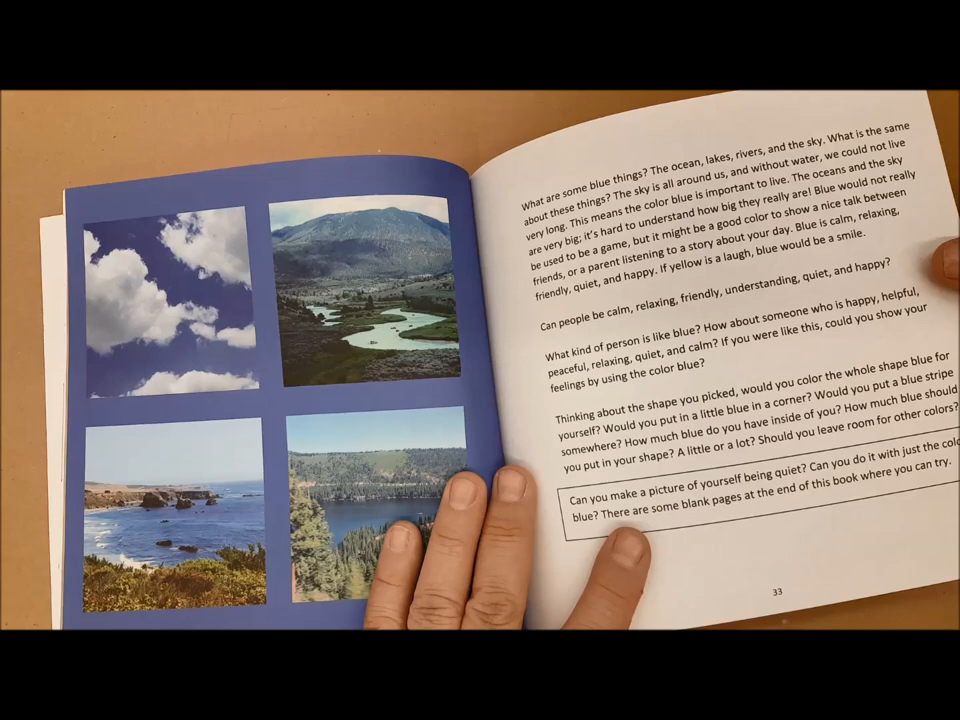 What are some blue things? The ocean, lakes, rivers, and the sky. What is the same
about these things? The sky is all around us, and without water, we could not live
very long. This means the color blue is important to live. The oceans and the sky
are very big; it's hard to understand how big they really are! Blue would not really
be used to be a game, but it might be a good color to show a nice talk between
friends, or a parent listening to a story about your day. Blue is calm, relaxing,
friendly, quiet, and happy. If yellow is a laugh, blue would be a smile.
Can people be calm, relaxing, friendly, understanding, quiet, and happy?
What kind of person is like blue? How about someone who is happy, helpful,
peaceful, relaxing, quiet, and calm? If you were like this, could you show your
feelings by using the color blue?
Thinking about the shape you picked, would you color the whole shape blue for
yourself? Would you put in a little blue in a corner? Would you put a blue stripe
somewhere? How much blue do you have inside of you? How much blue should
you put in your shape? A little or a lot? Should you leave room for other colors?
Can you make a picture of yourself being quiet? Can you do it with just the
blue? There are some blank pages at the end of this book where you can try.
33